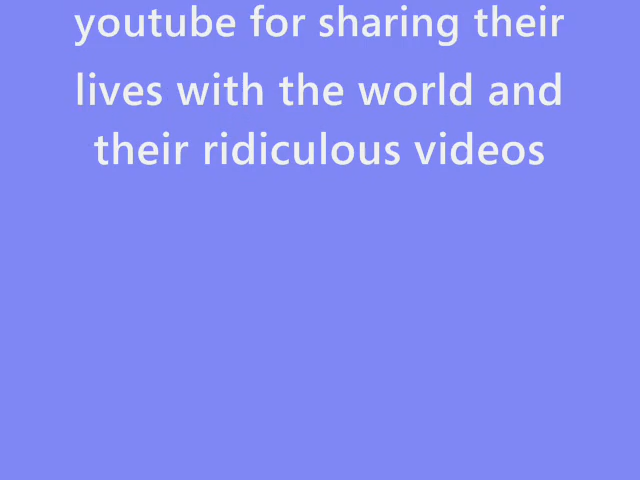 youtube for sharing their
lives with the world and
their ridiculous videos